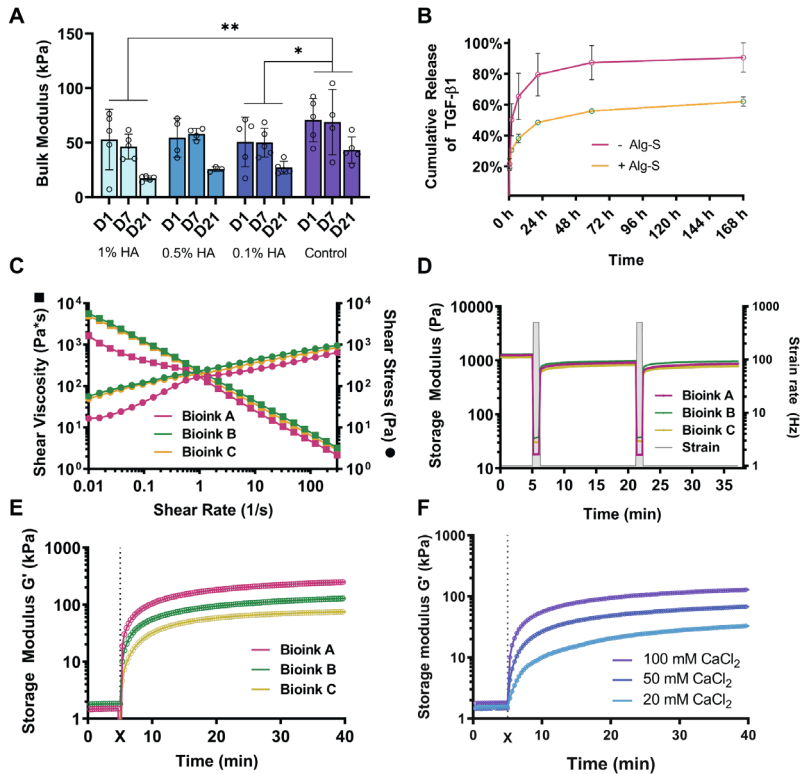 A
Bulk Modulus (kPa)
150
100
50
0
**
*
D1 D7 D21 D1 D7 D21 D1 D7 D21 D1 D7 D21
1% HA 0.5% HA 0.1% HA Control
B
Cumulative Release
of TGF-β1
100%
80%
60%
40%
20%
- Alg-S
+ Alg-S
0 h 24 h 48 h 72 h 96 h 120 h 144 h 168 h
Time
C
Shear Viscosity (Pa*s)
10⁴
10³
10²
10¹
10⁰
Bioink A
Bioink B
Bioink C
10⁴
10³
10²
10¹
10⁰
Shear Stress (Pa)
0.01 0.1 1 10 100
Shear Rate (1/s)
D
Storage Modulus (Pa)
10000
1000
100
10
Bioink A
Bioink B
Bioink C
Strain
1000
100
10
1
Strain rate (Hz)
0 5 10 15 20 25 30 35
Time (min)
E
Storage Modulus G' (kPa)
1000
100
10
1
Bioink A
Bioink B
Bioink C
0 X 10 20 30 40
Time (min)
F
Storage modulus G' (kPa)
1000
100
10
1
100 mM CaCl₂
50 mM CaCl₂
20 mM CaCl₂
0 X 10 20 30 40
Time (min)